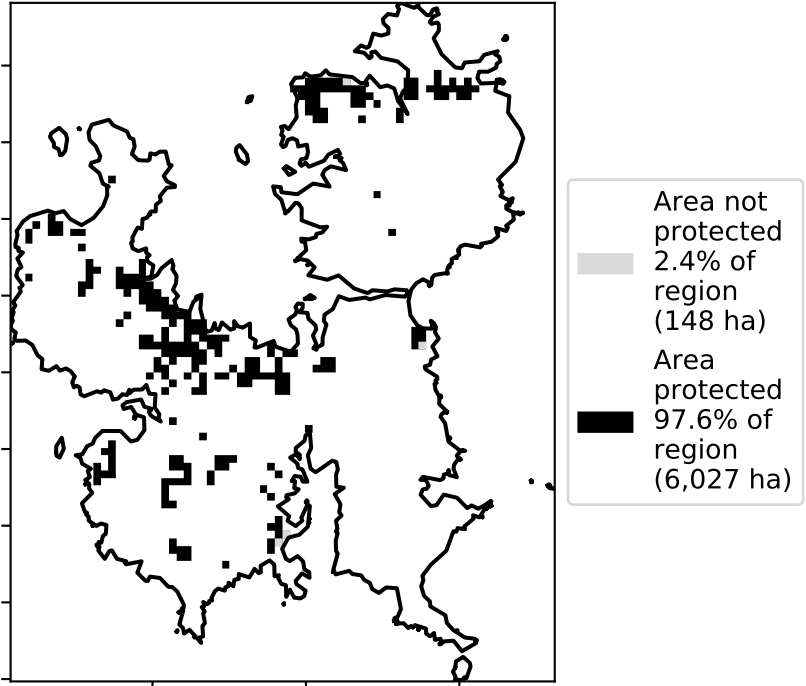 Area not
protected
2.4% of
region
(148 ha)
Area
protected
97.6% of
region
(6,027 ha)